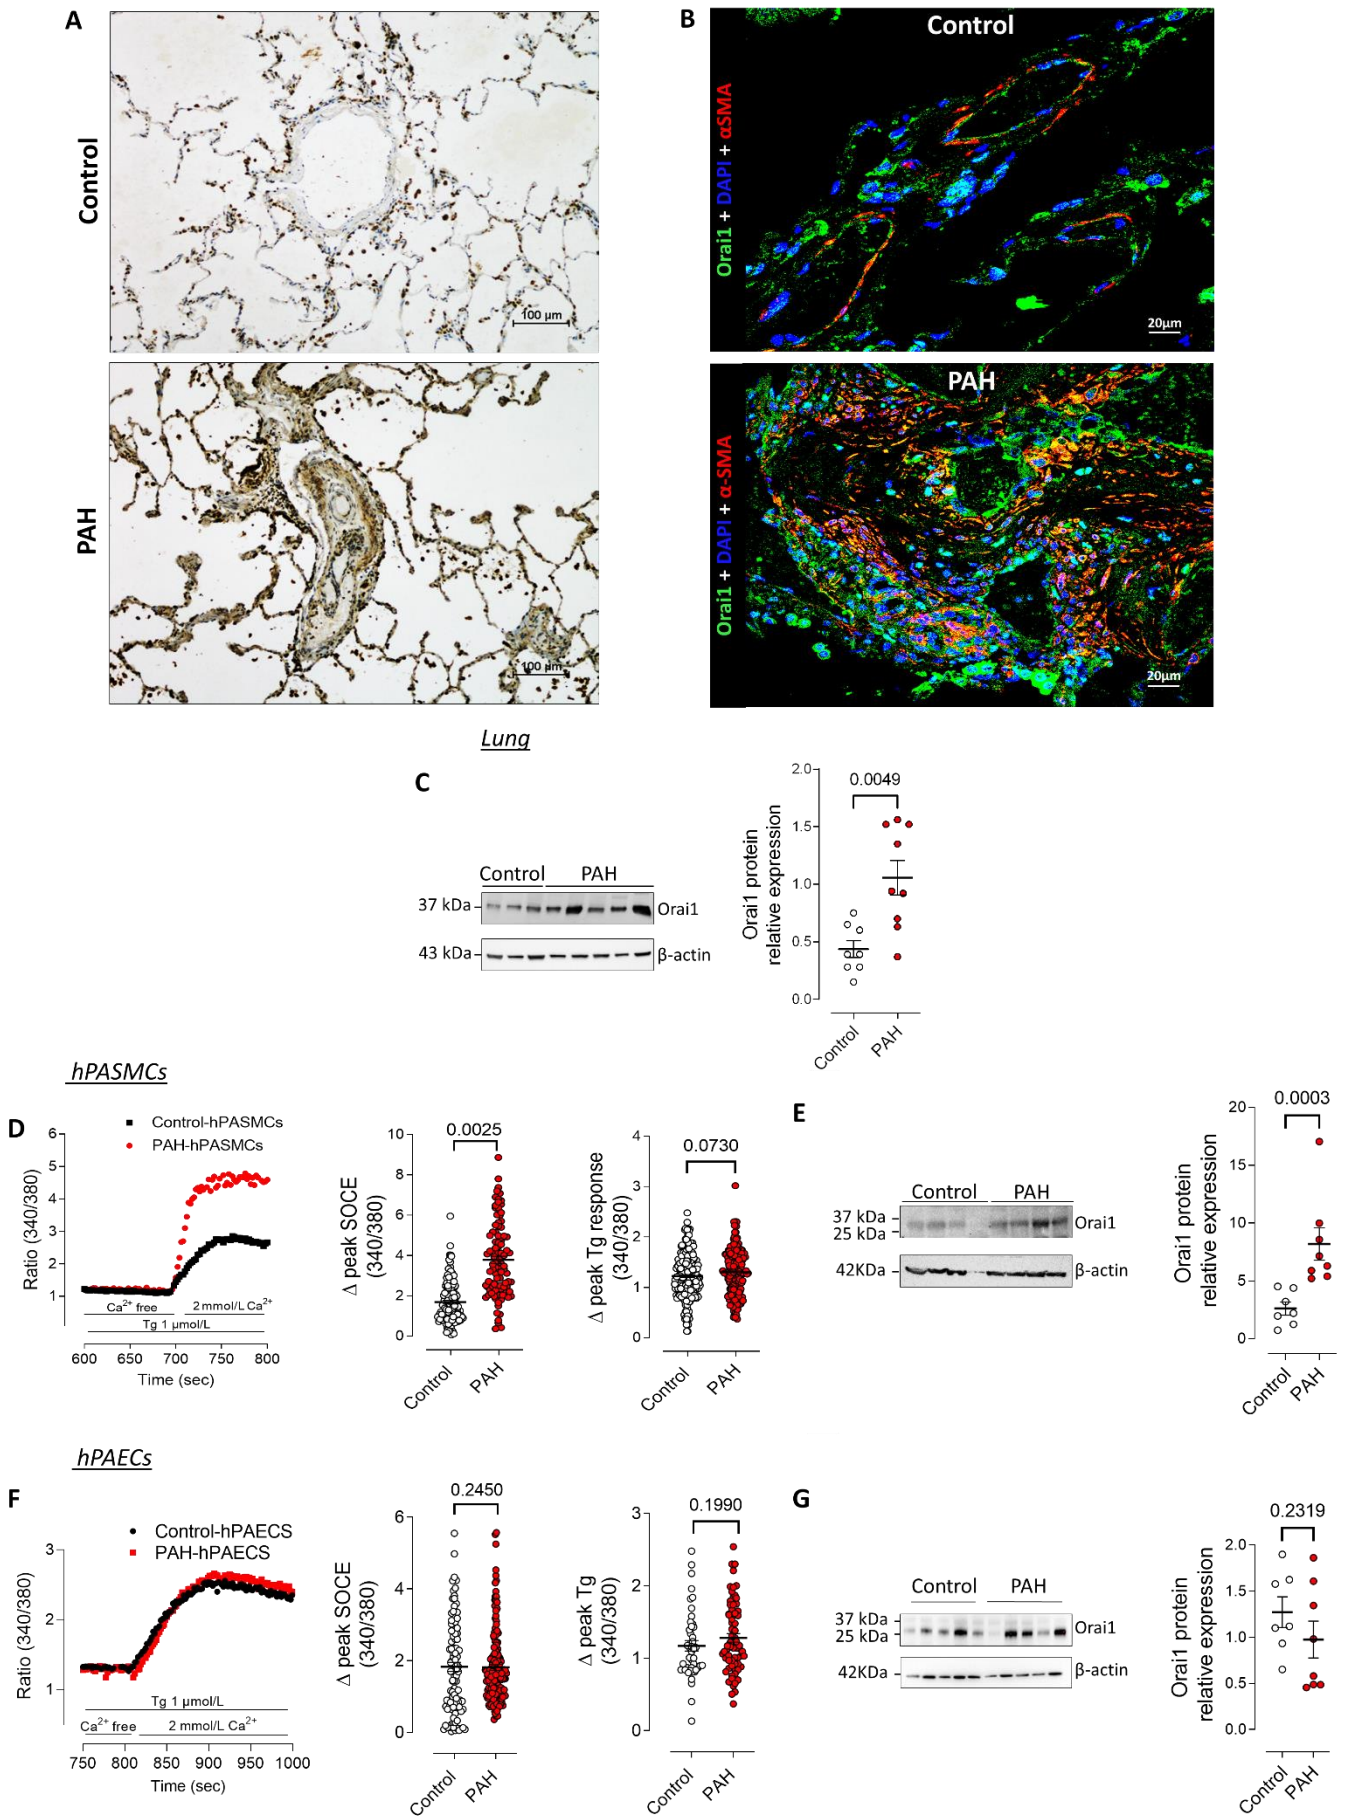 A
Control
100 µm
PAH
100 µm
B
Control
Orai1 + DAPI + αSMA
20µm
PAH
Orai1 + DAPI + α-SMA
20µm
Lung
C
Control PAH
37 kDa
Orai1
43 kDa
β-actin
Orai1 protein
relative expression
2.0
1.5
1.0
0.5
0.0
0.0049
Control
PAH
hPASMCs
D
Control-hPASMCs
PAH-hPASMCs
Ratio (340/380)
6
5
4
3
2
1
Ca2+ free
2 mmol/L Ca2+
Tg 1 µmol/L
600 650 700 750 800
Time (sec)
Δ peak SOCE
(340/380)
10
8
6
4
2
0
0.0025
Control
PAH
Δ peak Tg response
(340/380)
4
3
2
1
0
0.0730
Control
PAH
E
Control PAH
37 kDa
25 kDa
Orai1
42KDa
β-actin
Orai1 protein
relative expression
20
15
10
5
0
0.0003
Control
PAH
hPAECs
F
Control-hPAECS
PAH-hPAECS
Ratio (340/380)
3
2
1
Tg 1 µmol/L
Ca2+ free
2 mmol/L Ca2+
750 800 850 900 950 1000
Time (sec)
Δ peak SOCE
(340/380)
6
4
2
0
0.2450
Control
PAH
Δ peak Tg
(340/380)
3
2
1
0
0.1990
Control
PAH
G
Control PAH
37 kDa
25 kDa
Orai1
42KDa
β-actin
Orai1 protein
relative expression
2.0
1.5
1.0
0.5
0.0
0.2319
Control
PAH